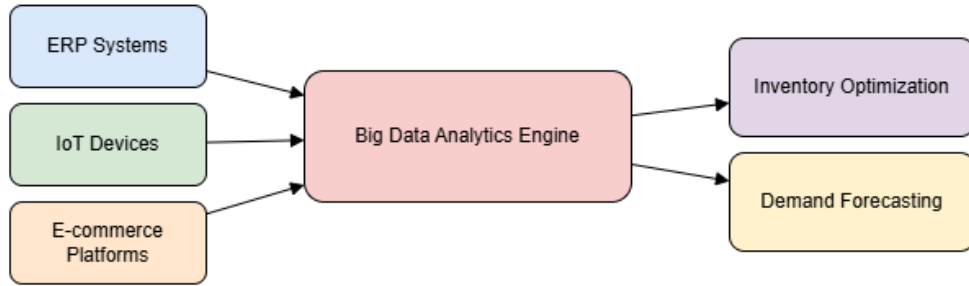 ERP Systems
IoT Devices
E-commerce
Platforms
Big Data Analytics Engine
Inventory Optimization
Demand Forecasting